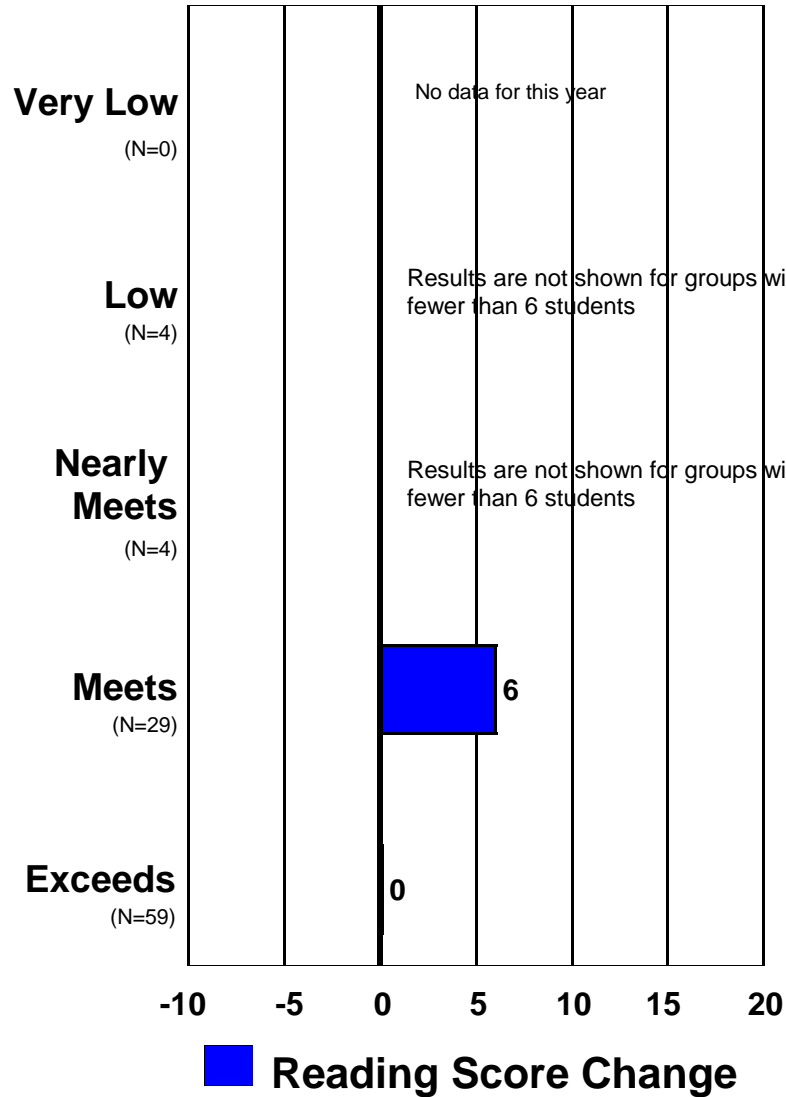 Very Low
(N=0)
No data for this year
Low
(N=4)
Results are not shown for groups wi
fewer than 6 students
Nearly
Meets
(N=4)
Results are not shown for groups wi
fewer than 6 students
Meets
(N=29)
6
Exceeds
(N=59)
0
-10 -5 0 5 10 15 20
Reading Score Change